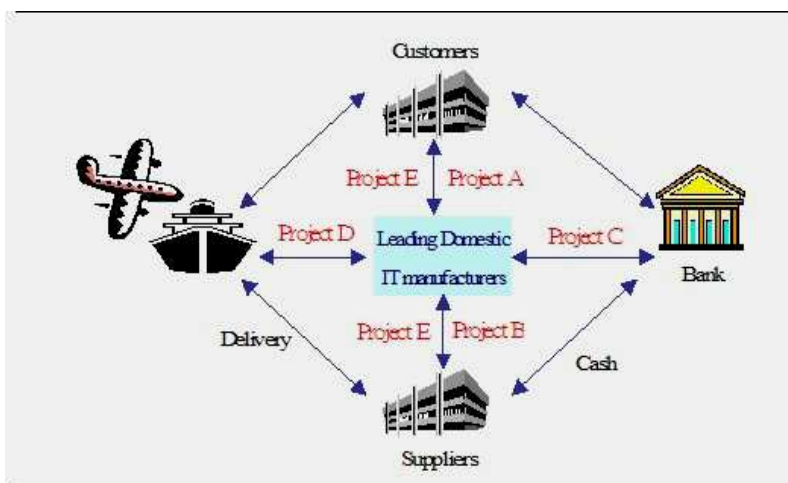 Customers
Project E
Project A
Project D
Leading Domestic
IT manufacturers
Project C
Bank
Delivery
Project E
Project B
Cash
Suppliers